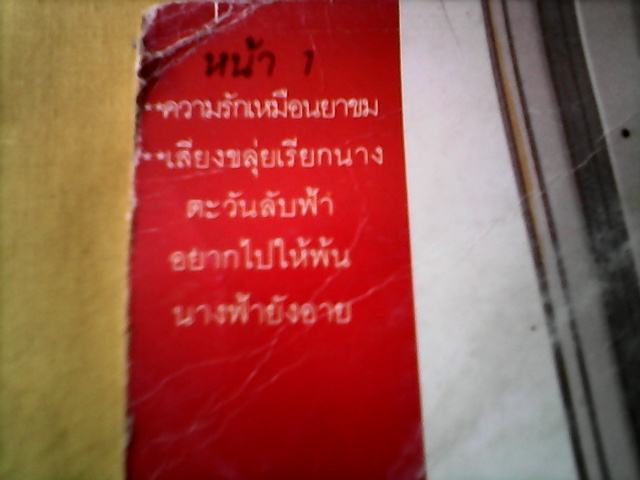 หน้า 1
**ความรักเหมือนยาขม
**เสียงขลุ่ยเรียกนาง
ตะวันลับฟ้า
อยากไปให้พ้น
นางฟ้ายังอาย